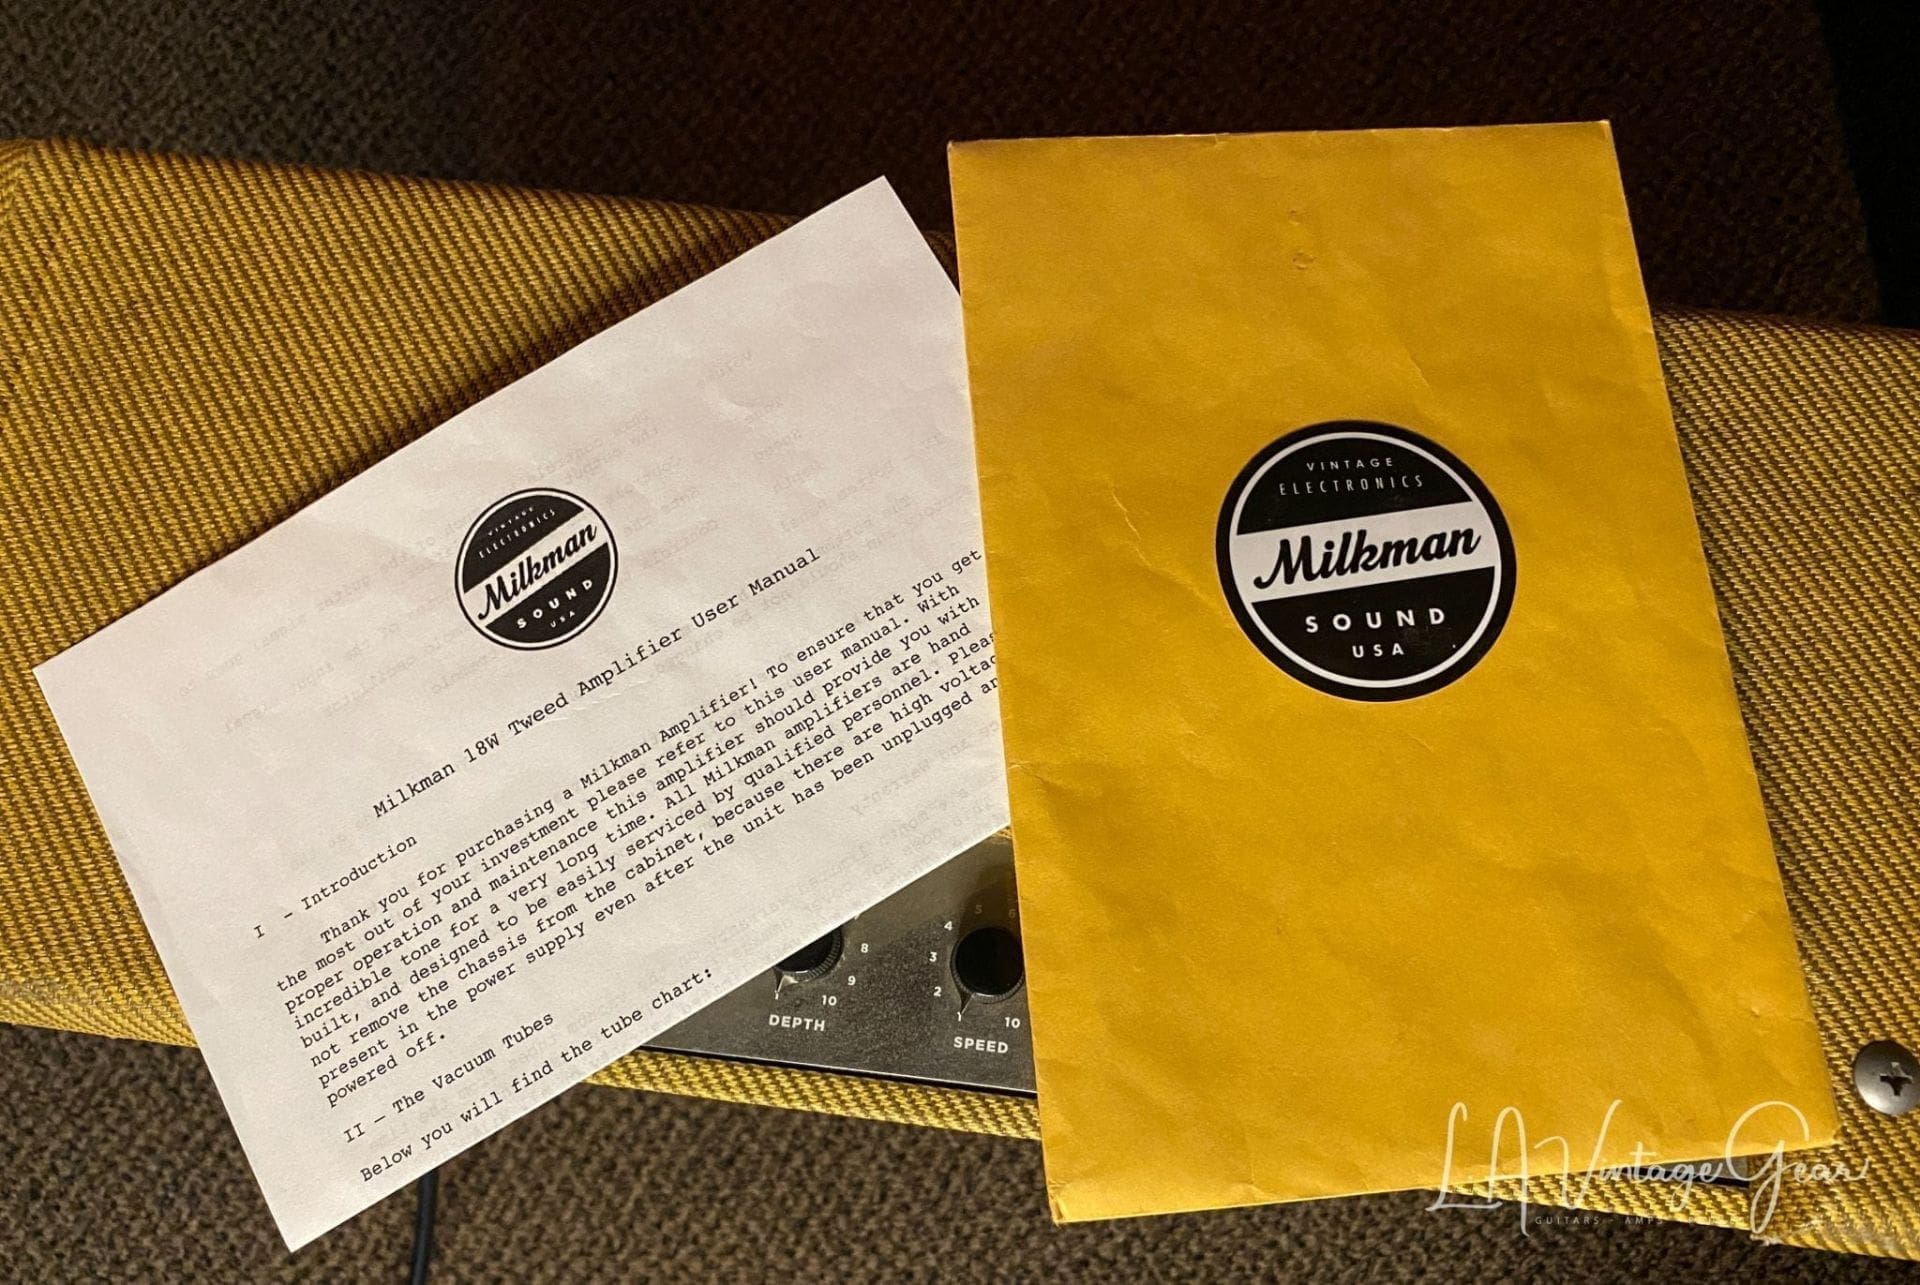 VINTAGE
ELECTRONICS
Milkman
SOUND
USA
Milkman 18W Tweed Amplifier User Manual
I - Introduction
Thank you for purchasing a Milkman Amplifier! To ensure that you get
the most out of your investment please refer to this user manual. With
proper operation and maintenance this amplifier should provide you with
incredible tone for a very long time. All Milkman amplifiers are hand
built, and designed to be easily serviced by qualified personnel.
not remove the chassis from the cabinet, because there are high
present in the power supply even after the unit has been unplugged
powered off.
II - The Vacuum Tubes
Below you will find the tube chart:
VINTAGE
ELECTRONICS
Milkman
SOUND
USA
8
9
1 10
DEPTH
4 5 6
3
2
1 10
SPEED
LA Vintage Gear
GUITARS - AMPS